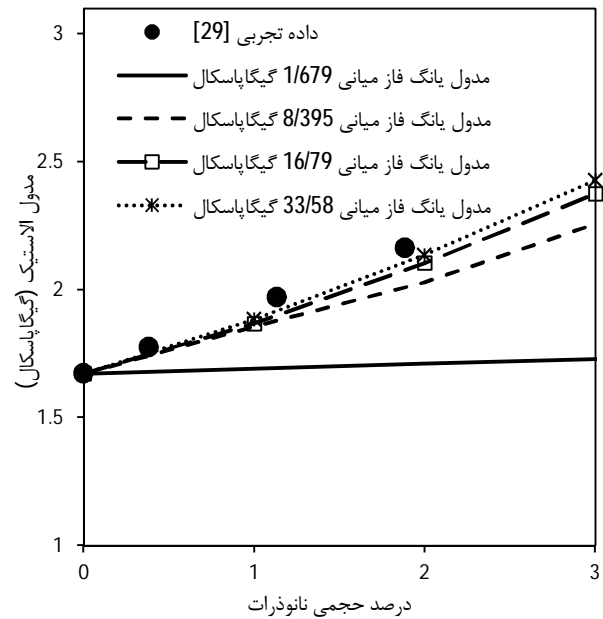 داده تجربی [29]
مدول یانگ فاز میانی 1/679 گیگاپاسکال
مدول یانگ فاز میانی 8/395 گیگاپاسکال
مدول یانگ فاز میانی 16/79 گیگاپاسکال
مدول یانگ فاز میانی 33/58 گیگاپاسکال
مدول الاستیک (گیگاپاسکال)
3
2.5
2
1.5
1
0 1 2 3
درصد حجمی نانوذرات